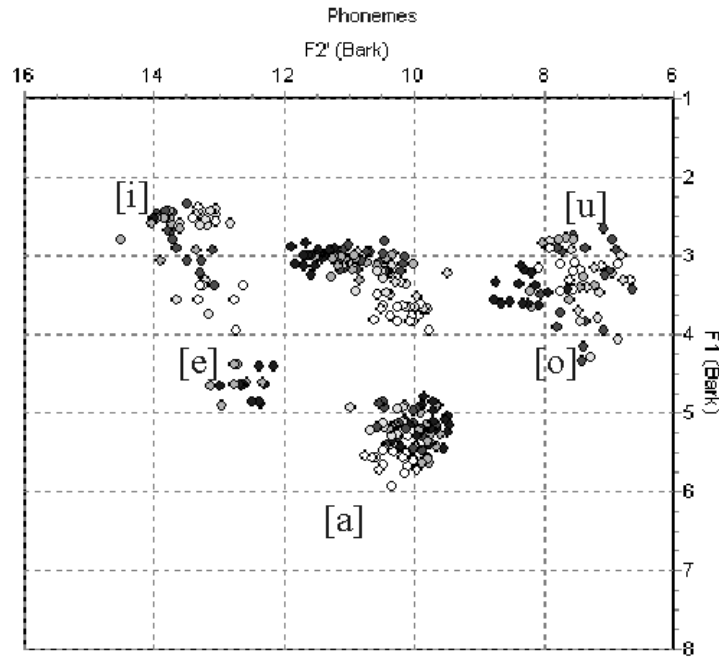 Phonemes
F2' (Bark)
16 14 12 10 8 6
1
2
3
4
5
6
7
8
F1 (Bark)
[i]
[u]
[e]
[o]
[a]